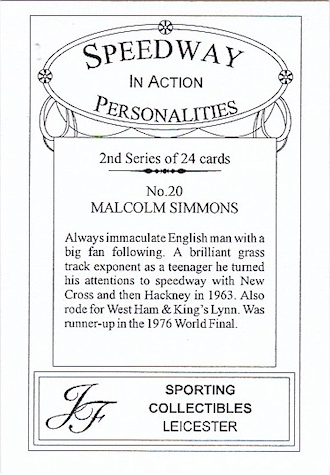 SPEEDWAY
IN ACTION
PERSONALITIES
2nd Series of 24 cards
No.20
MALCOLM SIMMONS
Always immaculate English man with a
big fan following. A brilliant grass
track exponent as a teenager he turned
his attentions to speedway with New
Cross and then Hackney in 1963. Also
rode for West Ham & King's Lynn. Was
runner-up in the 1976 World Final.
JF
SPORTING
COLLECTIBLES
LEICESTER